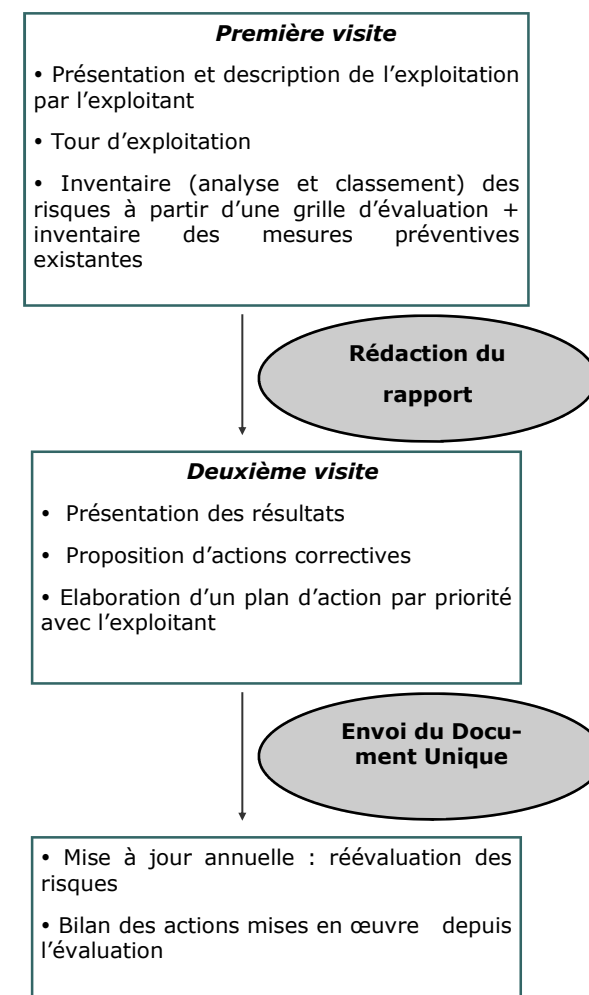 Première visite
• Présentation et description de l’exploitation
par l’exploitant
• Tour d’exploitation
• Inventaire (analyse et classement) des
risques à partir d’une grille d’évaluation +
inventaire des mesures préventives
existantes
Rédaction du
rapport
Deuxième visite
• Présentation des résultats
• Proposition d’actions correctives
• Elaboration d’un plan d’action par priorité
avec l’exploitant
Envoi du Docu-
ment Unique
• Mise à jour annuelle : réévaluation des
risques
• Bilan des actions mises en œuvre depuis
l’évaluation